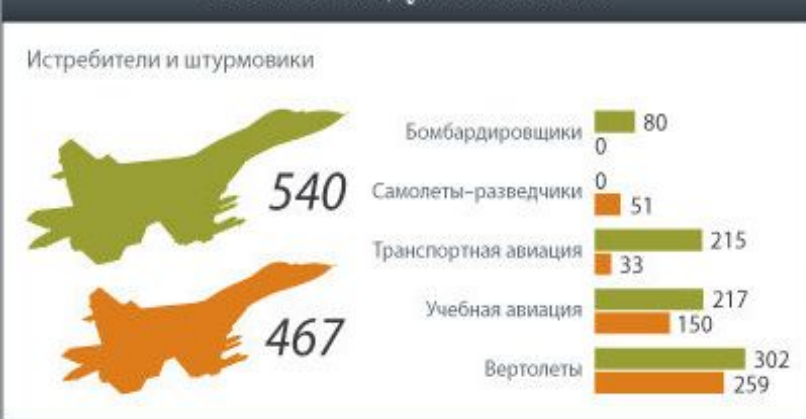 Истребители и штурмовики
540
467
Бомбардировщики 80
0
Самолеты-разведчики 0
51
Транспортная авиация 215
33
Учебная авиация 217
150
Вертолеты 302
259